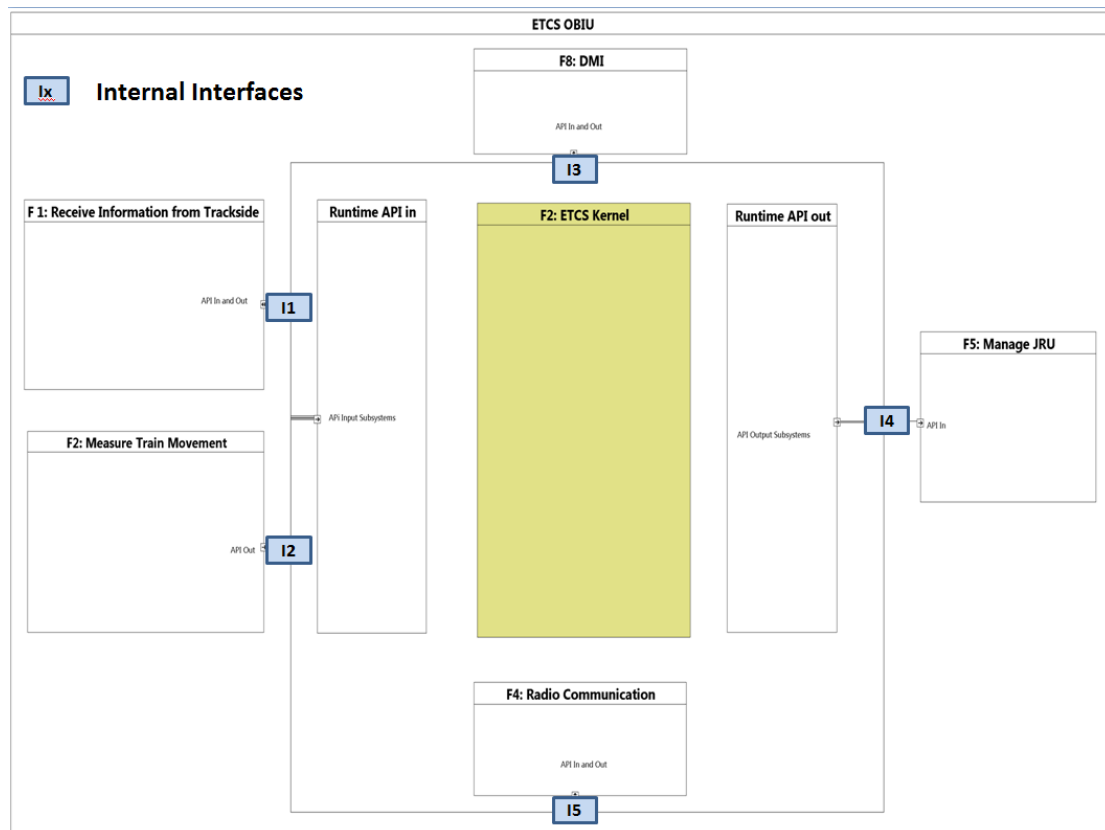 ETCS OBIU
Ix Internal Interfaces
F8: DMI
API In and Out
I3
F 1: Receive Information from Trackside
API In and Out
I1
Runtime API in
APi Input Subsystems
F2: ETCS Kernel
Runtime API out
API Output Subsystems
I4
F5: Manage JRU
API In
F2: Measure Train Movement
API Out
I2
F4: Radio Communication
API In and Out
I5